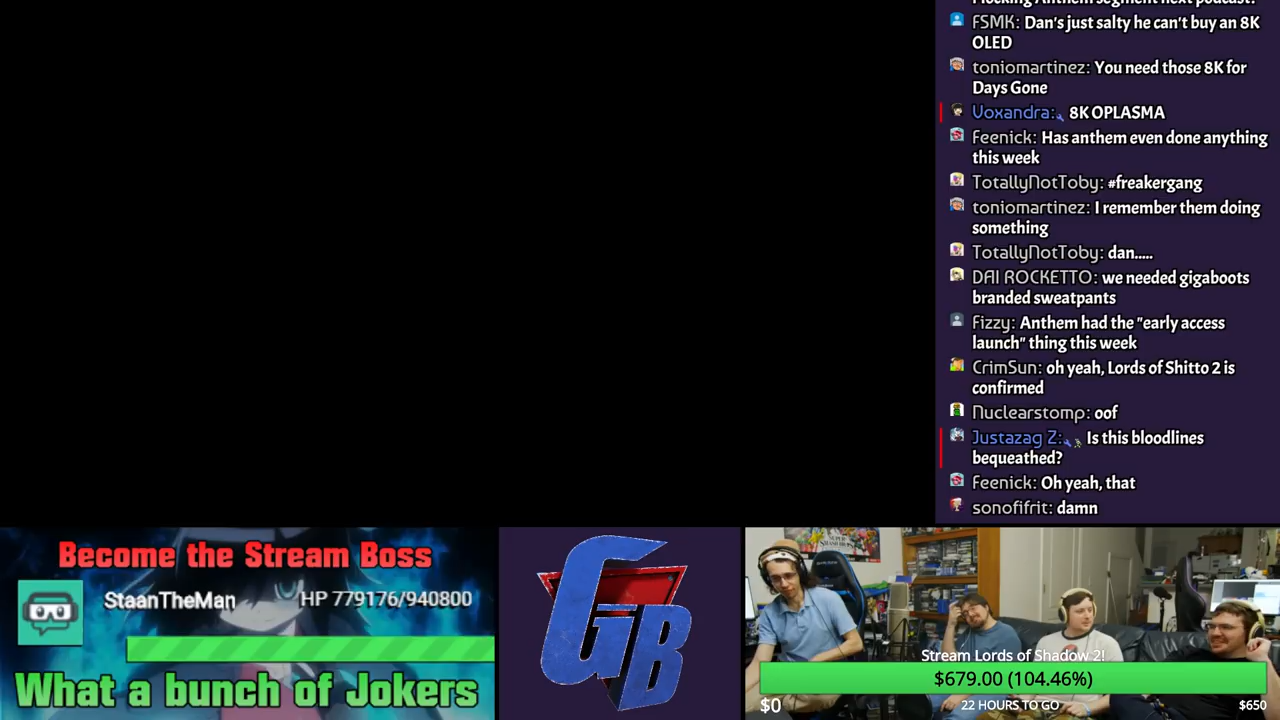 FSMK: Dan's just salty he can't buy an 8K
OLED
toniomartinez: You need those 8K for
Days Gone
Voxandra: 8K OPLASMA
Feenick: Has anthem even done anything
this week
TotallyNotToby: #freakergang
toniomartinez: I remember them doing
something
TotallyNotToby: dan.....
DAI ROCKETTO: we needed gigaboots
branded sweatpants
Fizzy: Anthem had the "early access
launch" thing this week
CrimSun: oh yeah, Lords of Shitto 2 is
confirmed
Nuclearstomp: oof
Justazag Z: Is this bloodlines
bequeathed?
Feenick: Oh yeah, that
sonofifrit: damn
Become the Stream Boss
StaanTheMan HP 779176/940800
What a bunch of Jokers
GB
Stream Lords of Shadow 2!
$679.00 (104.46%)
$0 22 HOURS TO GO $650